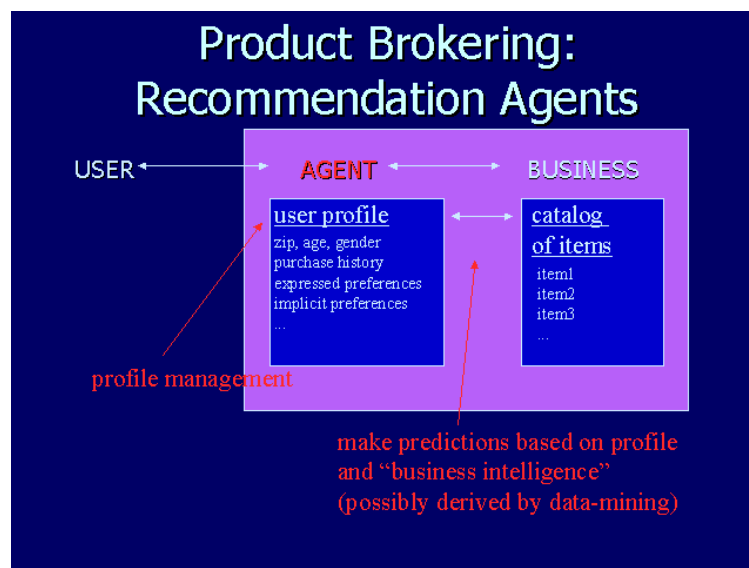 Product Brokering:
Recommendation Agents
USER AGENT BUSINESS
user profile
zip, age, gender
purchase history
expressed preferences
implicit preferences
...
catalog
of items
item1
item2
item3
...
profile management
make predictions based on profile
and “business intelligence”
(possibly derived by data-mining)